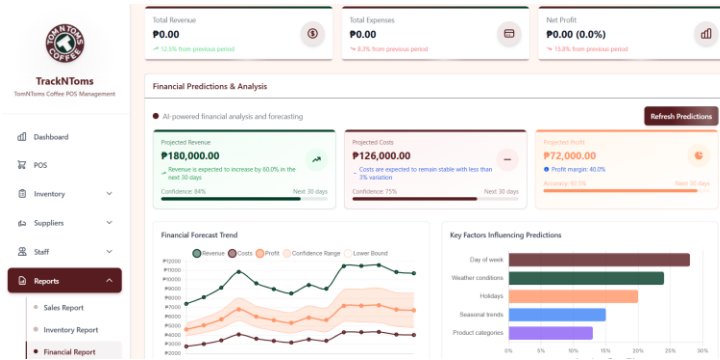 TOMNTOMS
COFFEE
TrackNToms
TomNToms Coffee POS Management
Dashboard
POS
Inventory
Suppliers
Staff
Reports
Sales Report
Inventory Report
Financial Report
Total Revenue
₱0.00
12.5% from previous period
Total Expenses
₱0.00
8.3% from previous period
Net Profit
₱0.00 (0.0%)
15.8% from previous period
Financial Predictions & Analysis
AI-powered financial analysis and forecasting
Refresh Predictions
Projected Revenue
₱180,000.00
Revenue is expected to increase by 60.0% in the
next 30 days
Confidence: 84%
Next 30 days
Projected Costs
₱126,000.00
Costs are expected to remain stable with less than
3% variation
Confidence: 75%
Next 30 days
Projected Profit
₱72,000.00
Profit margin: 40.0%
Next 30 days
Financial Forecast Trend
Revenue
Costs
Profit
Confidence Range
Lower Bound
₱12000
₱11000
₱10000
₱9000
₱8000
₱7000
₱6000
₱5000
₱4000
₱3000
₱2000
Key Factors Influencing Predictions
Day of week
Weather conditions
Holidays
Seasonal trends
Product categories
0%
5%
10%
15%
20%
25%
30%